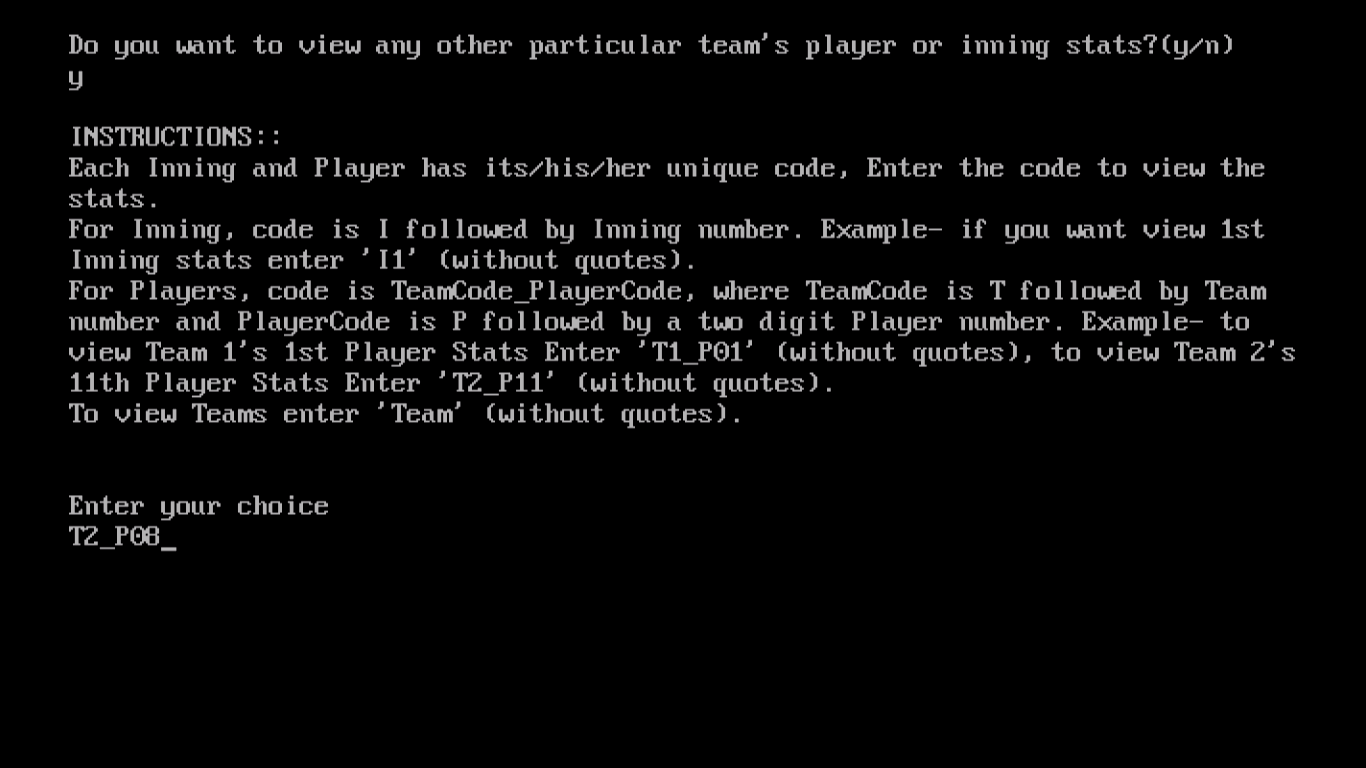 Do you want to view any other particular team's player or inning stats?(y/n)
y
INSTRUCTIONS::
Each Inning and Player has its/his/her unique code, Enter the code to view the
stats.
For Inning, code is I followed by Inning number. Example- if you want view 1st
Inning stats enter 'I1' (without quotes).
For Players, code is TeamCode_PlayerCode, where TeamCode is T followed by Team
number and PlayerCode is P followed by a two digit Player number. Example- to
view Team 1's 1st Player Stats Enter 'T1_P01' (without quotes), to view Team 2's
11th Player Stats Enter 'T2_P11' (without quotes).
To view Teams enter 'Team' (without quotes).
Enter your choice
T2_P08_